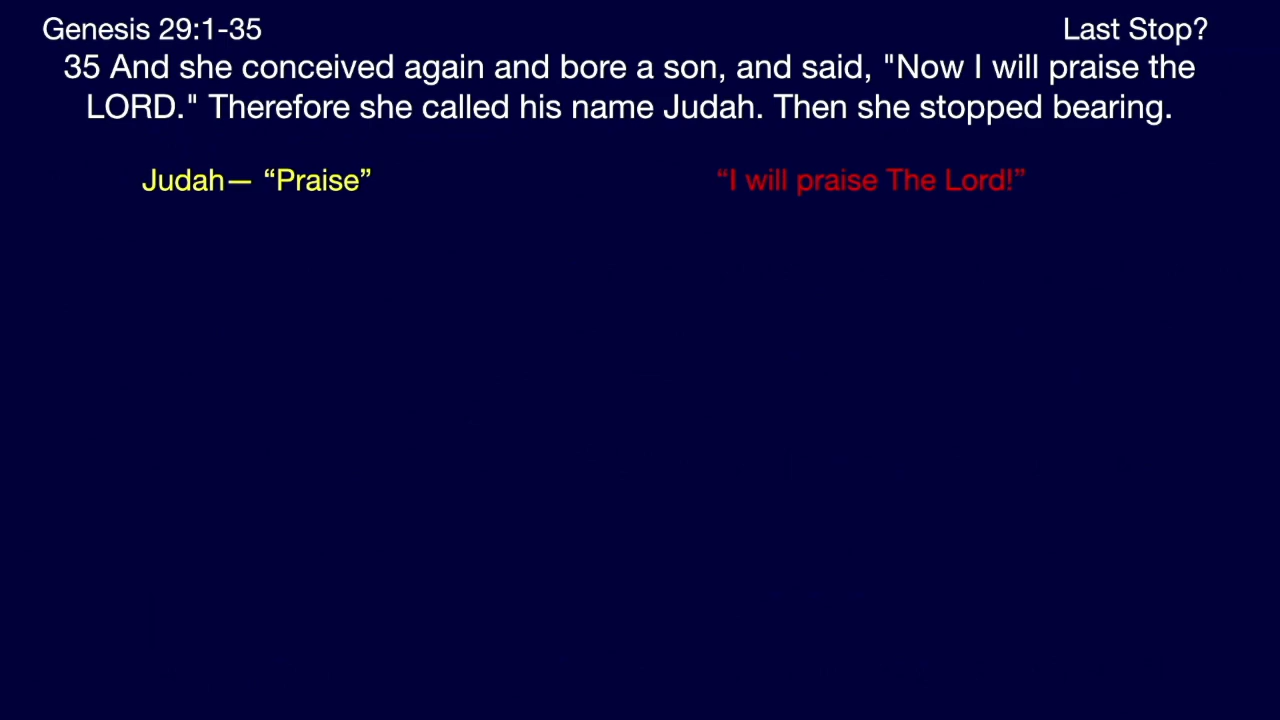 Genesis 29:1-35
Last Stop?
35 And she conceived again and bore a son, and said, "Now I will praise the
LORD." Therefore she called his name Judah. Then she stopped bearing.
Judah— “Praise”
“I will praise The Lord!”